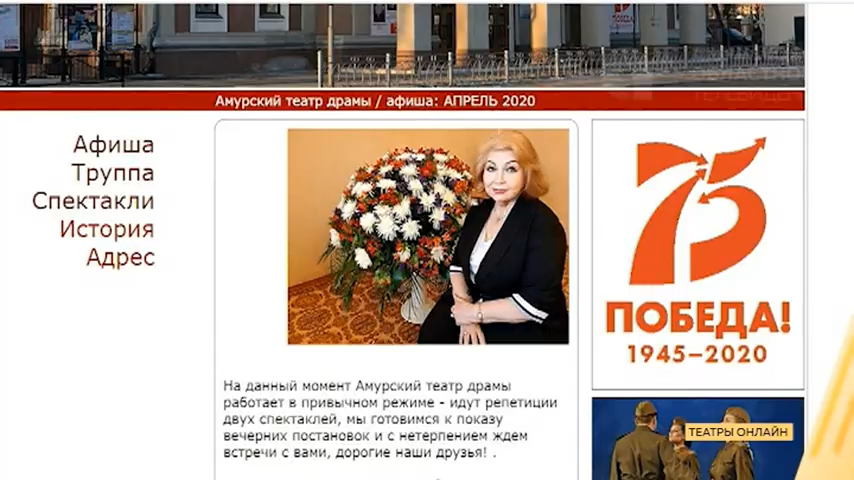 Амурский театр драмы / афиша: АПРЕЛЬ 2020
Афиша
Труппа
Спектакли
История
Адрес
75
ПОБЕДА!
1945–2020
На данный момент Амурский театр драмы
работает в привычном режиме - идут репетиции
двух спектаклей, мы готовимся к показу
вечерних постановок и с нетерпением ждем
встречи с вами, дорогие наши друзья! .
ТЕАТРЫ ОНЛАЙН